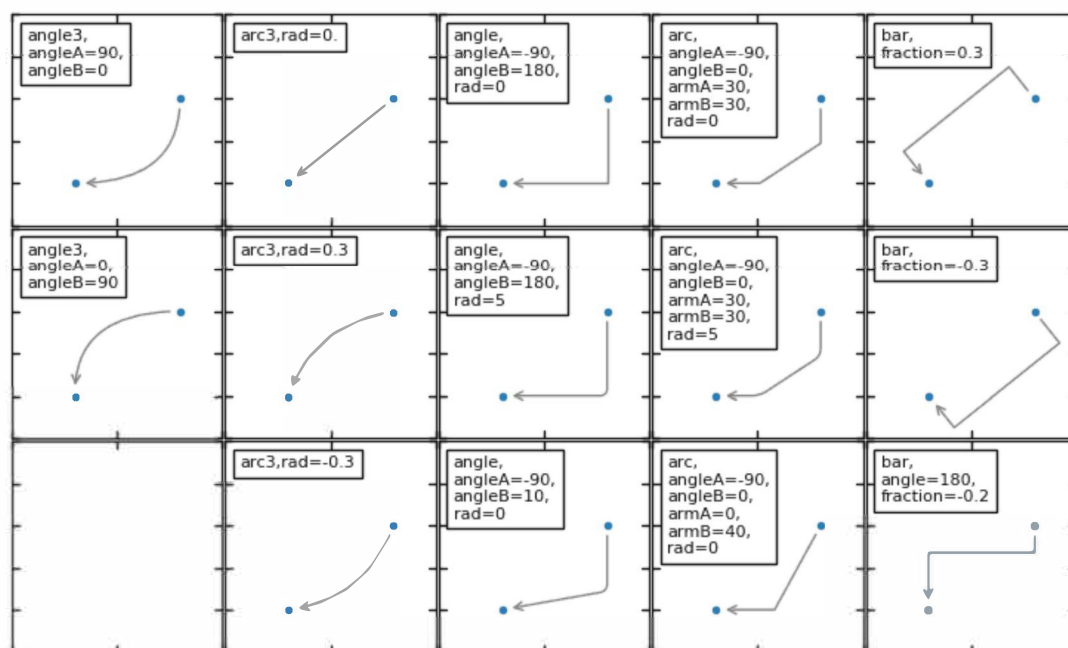 angle3,
angleA=90,
angleB=0
arc3,rad=0.
angle,
angleA=-90,
angleB=180,
rad=0
arc,
angleA=-90,
angleB=0,
armA=30,
armB=30,
rad=0
bar,
fraction=0.3
angle3,
angleA=0,
angleB=90
arc3,rad=0.3
angle,
angleA=-90,
angleB=180,
rad=5
arc,
angleA=-90,
angleB=0,
armA=30,
armB=30,
rad=5
bar,
fraction=-0.3
arc3,rad=-0.3
angle,
angleA=-90,
angleB=10,
rad=0
arc,
angleA=-90,
angleB=0,
armA=0,
armB=40,
rad=0
bar,
angle=180,
fraction=-0.2